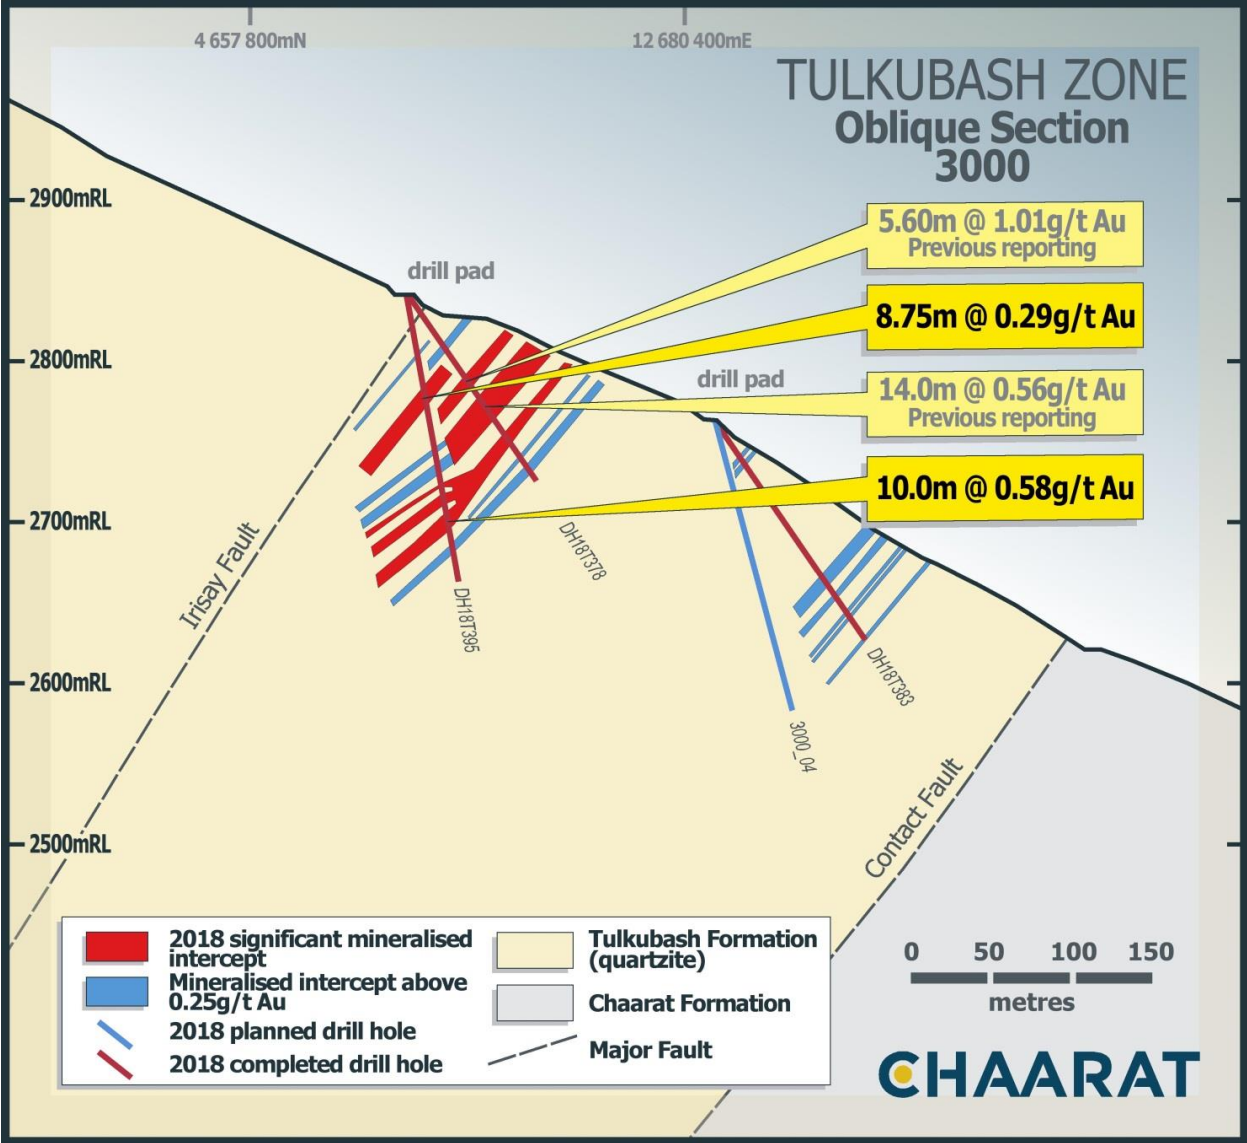 4 657 800mN
12 680 400mE
TULKUBASH ZONE
Oblique Section
3000
2900mRL
2800mRL
2700mRL
2600mRL
2500mRL
5.60m @ 1.01g/t Au
Previous reporting
8.75m @ 0.29g/t Au
14.0m @ 0.56g/t Au
Previous reporting
10.0m @ 0.58g/t Au
drill pad
drill pad
Irisay Fault
DH18T378
DH18T395
DH18T383
3000_04
Contact Fault
2018 significant mineralised
intercept
Mineralised intercept above
0.25g/t Au
2018 planned drill hole
2018 completed drill hole
Tulkubash Formation
(quartzite)
Chaarat Formation
Major Fault
0 50 100 150
metres
CHAARAT